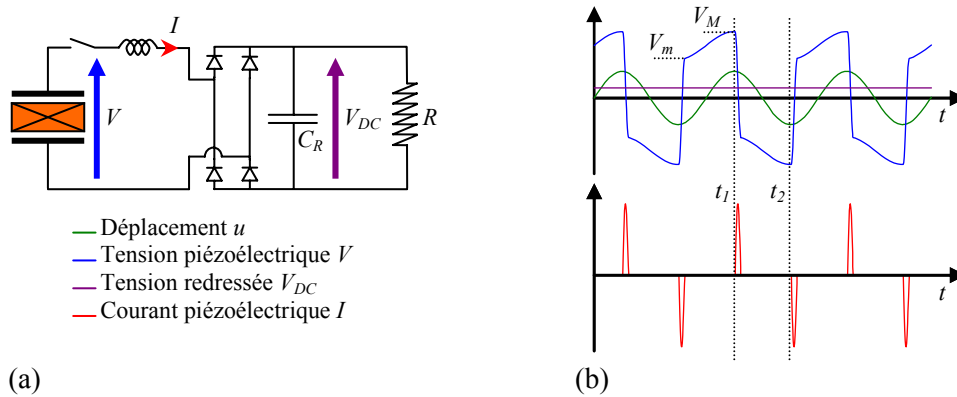 I
V
C_R
V_DC
R
Déplacement u
Tension piézoélectrique V
Tension redressée V_DC
Courant piézoélectrique I
(a)
V_M
V_m
t
t_1
t_2
t
(b)